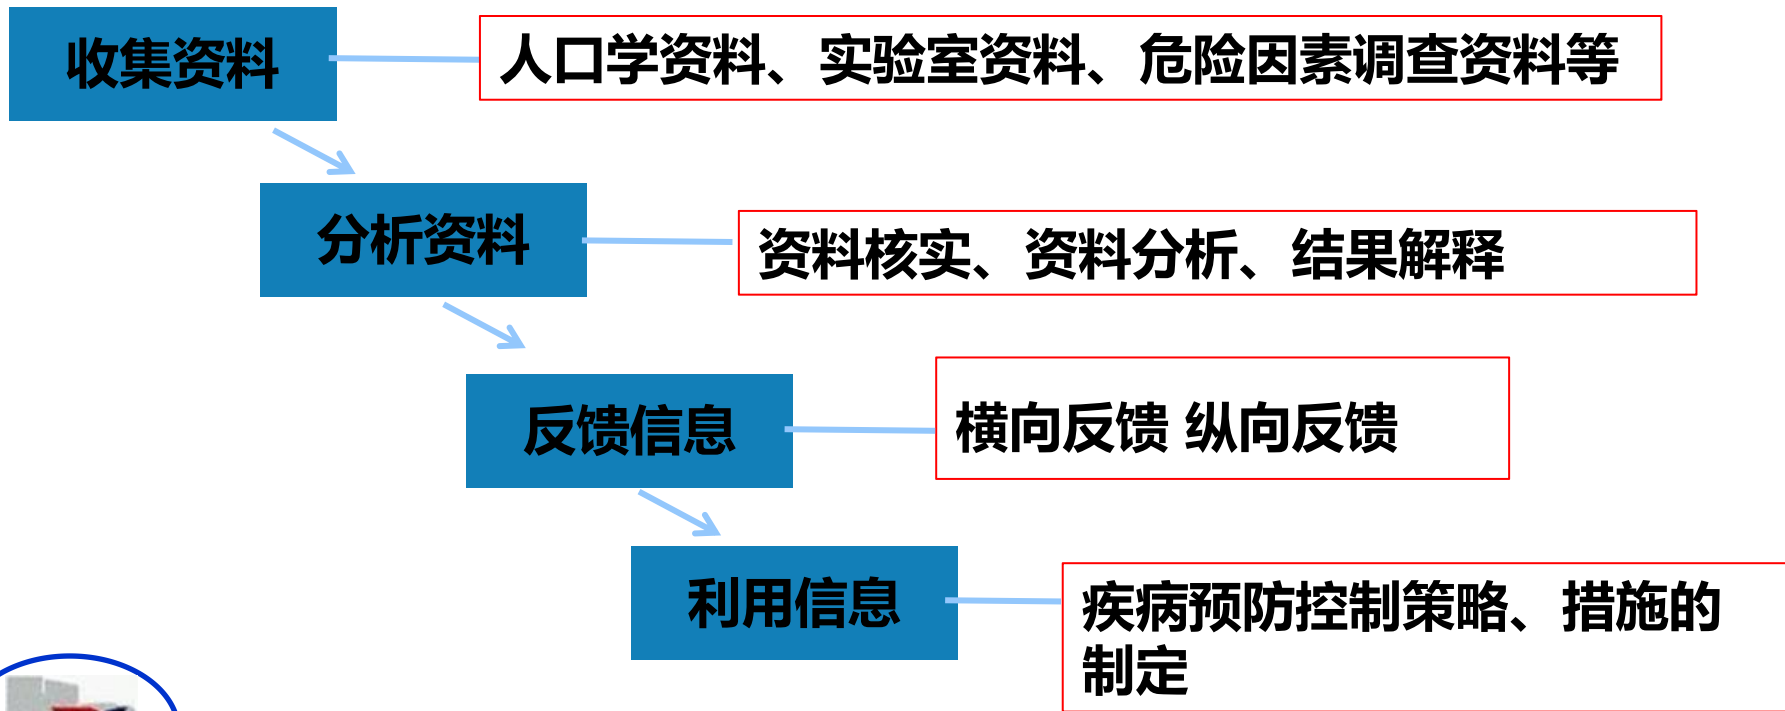 收集资料
人口学资料、实验室资料、危险因素调查资料等
分析资料
资料核实、资料分析、结果解释
反馈信息
横向反馈 纵向反馈
利用信息
疾病预防控制策略、措施的
制定